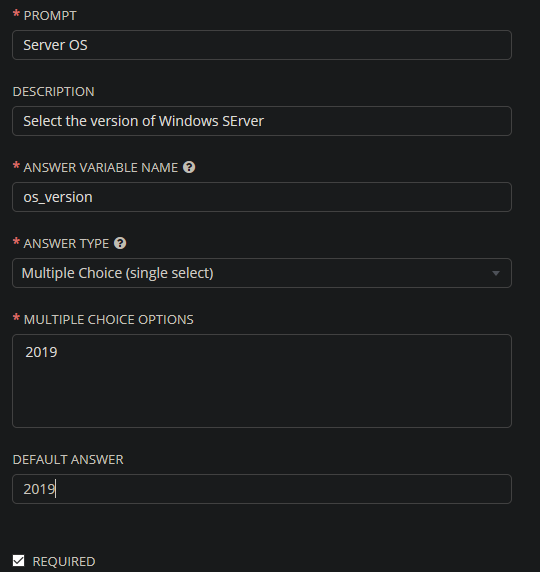 * PROMPT
Server OS
DESCRIPTION
Select the version of Windows SErver
* ANSWER VARIABLE NAME ?
os_version
* ANSWER TYPE ?
Multiple Choice (single select)
* MULTIPLE CHOICE OPTIONS
2019
DEFAULT ANSWER
2019
REQUIRED